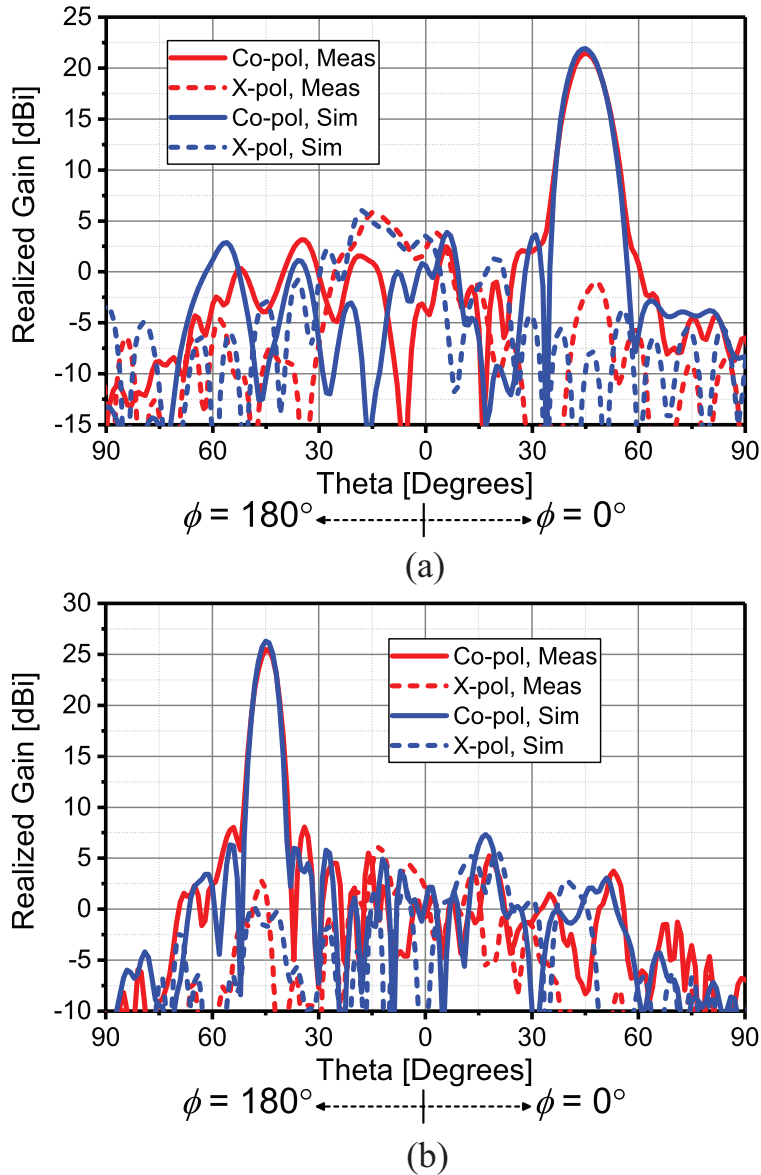 25
20
15
10
5
0
-5
-10
-15
Realized Gain [dBi]
Co-pol, Meas
X-pol, Meas
Co-pol, Sim
X-pol, Sim
90 60 30 0 30 60 90
Theta [Degrees]
ϕ = 180° ϕ = 0°
(a)
30
25
20
15
10
5
0
-5
-10
Realized Gain [dBi]
Co-pol, Meas
X-pol, Meas
Co-pol, Sim
X-pol, Sim
90 60 30 0 30 60 90
Theta [Degrees]
ϕ = 180° ϕ = 0°
(b)